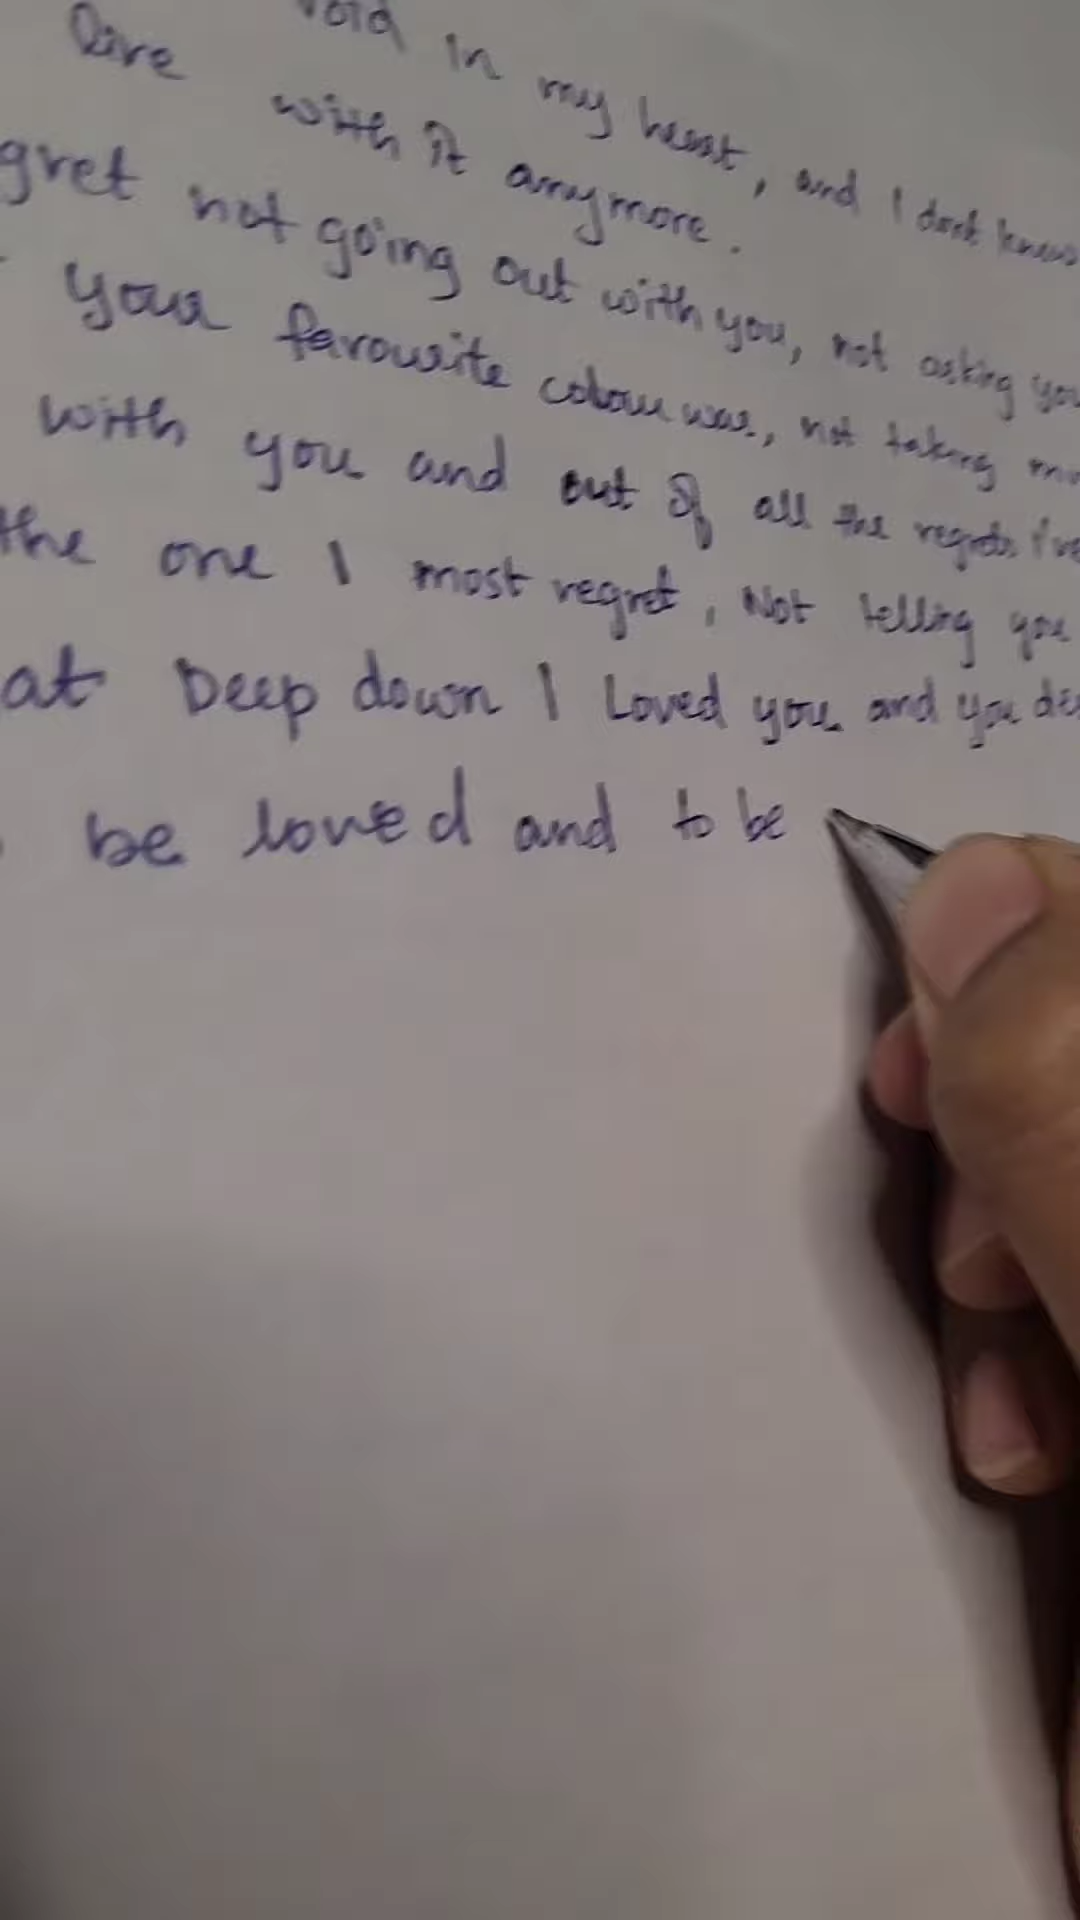 void in my heart, and I dont know
live with it anymore.
gret not going out with you, not asking you
your favourite colour was, not taking
with you and out of all the regrets I've
the one I most regret, Not telling you
at Deep down I Loved you and you de
be loved and to be